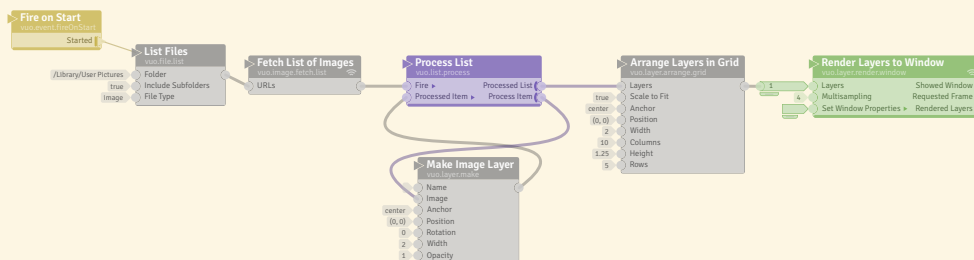 Fire on Start
vuo.event.fireOnStart
Started
List Files
vuo.file.list
/Library/User Pictures
Folder
true
Include Subfolders
Image
File Type
Fetch List of Images
vuo.image.fetch.list
URLs
Process List
vuo.list.process
Fire
Processed List
Processed Item
Process Item
Make Image Layer
vuo.layer.make
Name
Image
center
Anchor
(0, 0)
Position
0
Rotation
2
Width
1
Opacity
Arrange Layers in Grid
vuo.layer.arrange.grid
Layers
true
Scale to Fit
center
Anchor
(0, 0)
Position
2
Width
10
Columns
1.25
Height
5
Rows
Render Layers to Window
vuo.layer.render.window
1
Layers
Showed Window
4
Multisampling
Requested Frame
Set Window Properties
Rendered Layers